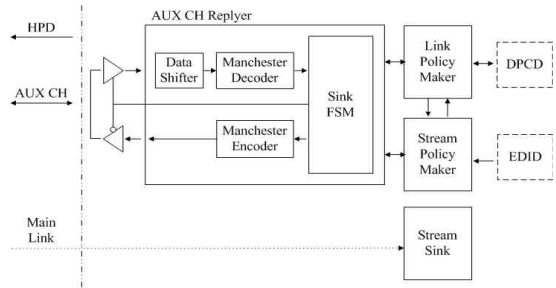 HPD
AUX CH
Main
Link
AUX CH Replyer
Data
Shifter
Manchester
Decoder
Sink
FSM
Manchester
Encoder
Link
Policy
Maker
DPCD
Stream
Policy
Maker
EDID
Stream
Sink